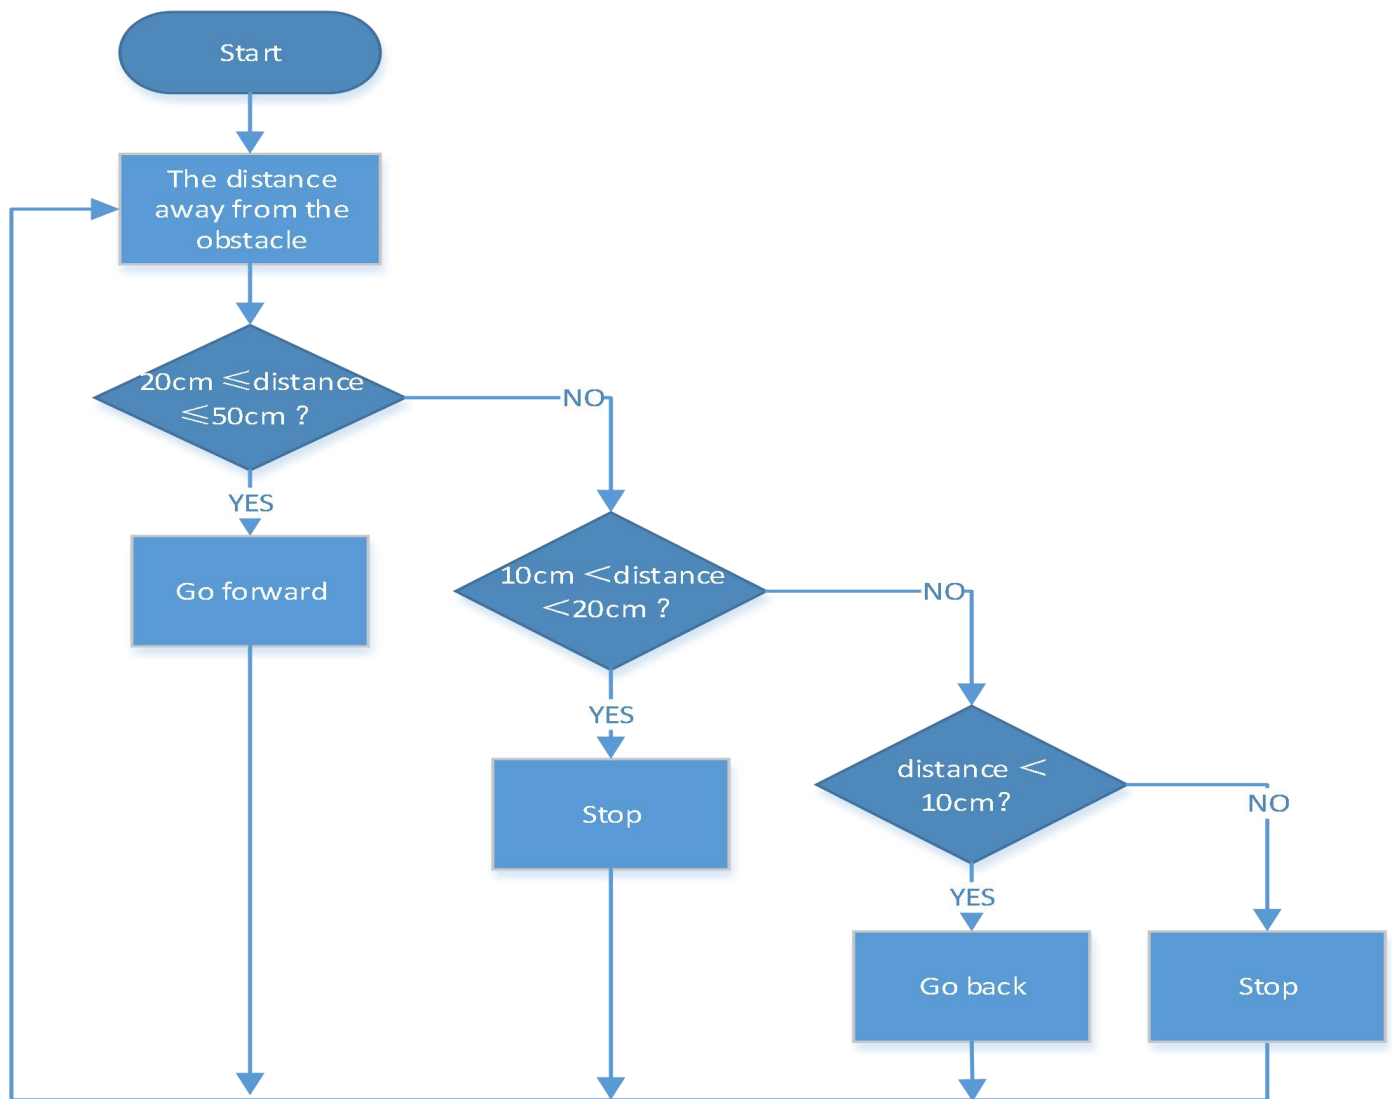 Start
The distance
away from the
obstacle
20cm ≤distance
≤50cm ?
NO
YES
Go forward
10cm <distance
<20cm ?
NO
YES
Stop
distance <
10cm?
NO
YES
Go back
Stop